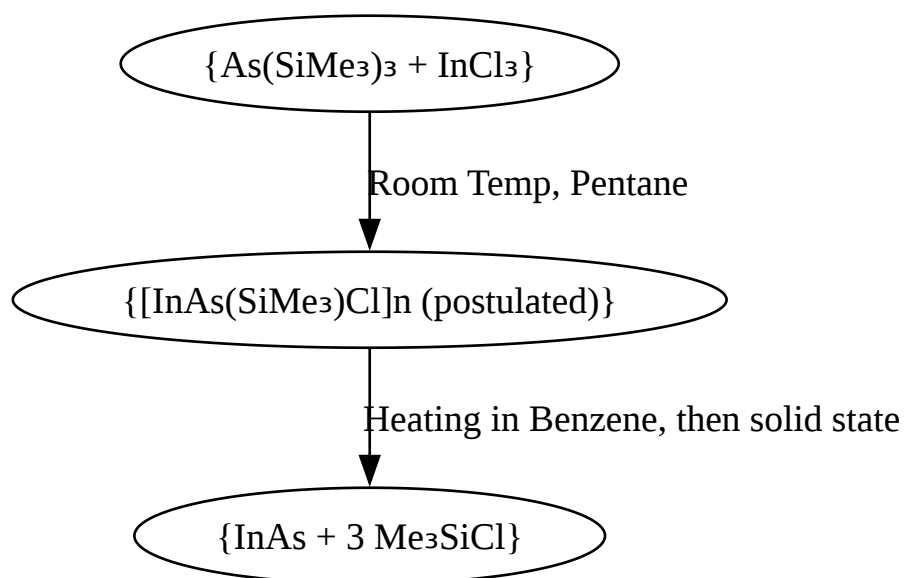 {As(SiMe₃)₃ + InCl₃}
Room Temp, Pentane
{[InAs(SiMe₃)Cl]n (postulated)}
Heating in Benzene, then solid state
{InAs + 3 Me₃SiCl}